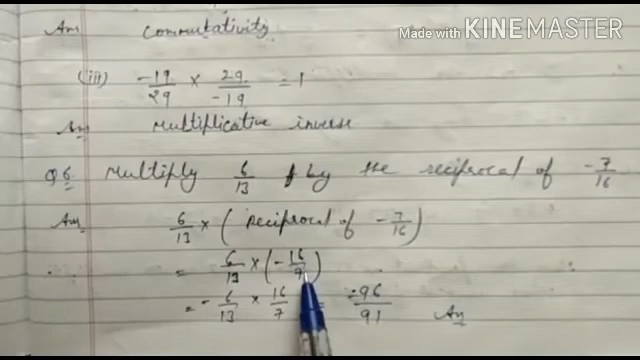 Ans Commutativity
Made with KINEMASTER
(iii) -19/29 × 29/-19 = 1
Ans Multiplicative inverse
Q6. Multiply 6/13 by the reciprocal of -7/16
Ans 6/13 × (Reciprocal of -7/16)
= 6/13 × (-16/7)
= - 6/13 × 16/7 = -96/91 Ans